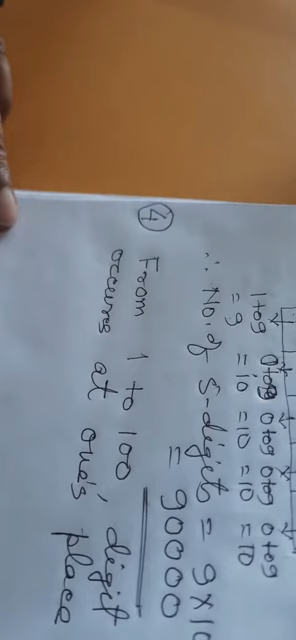 1 to 9 0 to 9 0 to 9 0 to 9 0 to 9
= 9 = 10 = 10 = 10 = 10
∴ No. of 5-digits = 9 × 1
= 90000
④ From 1 to 100 digit
occurs at one's place